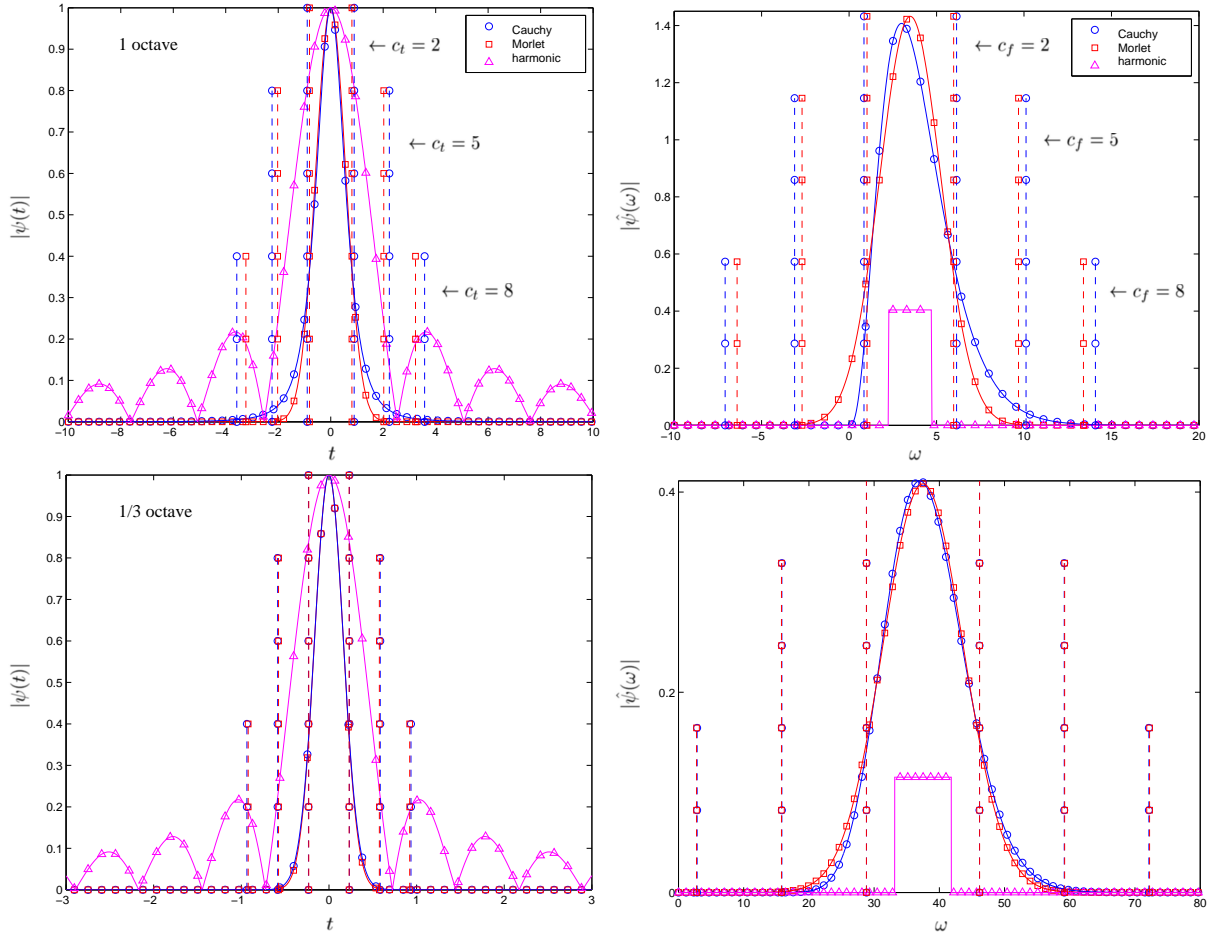 1 octave
← c_t = 2
← c_t = 5
← c_t = 8
Cauchy
Morlet
harmonic
|ψ(t)|
1
0.9
0.8
0.7
0.6
0.5
0.4
0.3
0.2
0.1
0
−10 −8 −6 −4 −2 0 2 4 6 8 10
t
← c_f = 2
← c_f = 5
← c_f = 8
Cauchy
Morlet
harmonic
|ψ̂(ω)|
1.4
1.2
1
0.8
0.6
0.4
0.2
0
−10 −5 0 5 10 15 20
ω
1/3 octave
|ψ(t)|
1
0.9
0.8
0.7
0.6
0.5
0.4
0.3
0.2
0.1
0
−3 −2 −1 0 1 2 3
t
|ψ̂(ω)|
0.4
0.2
0
0 10 20 30 40 50 60 70 80
ω